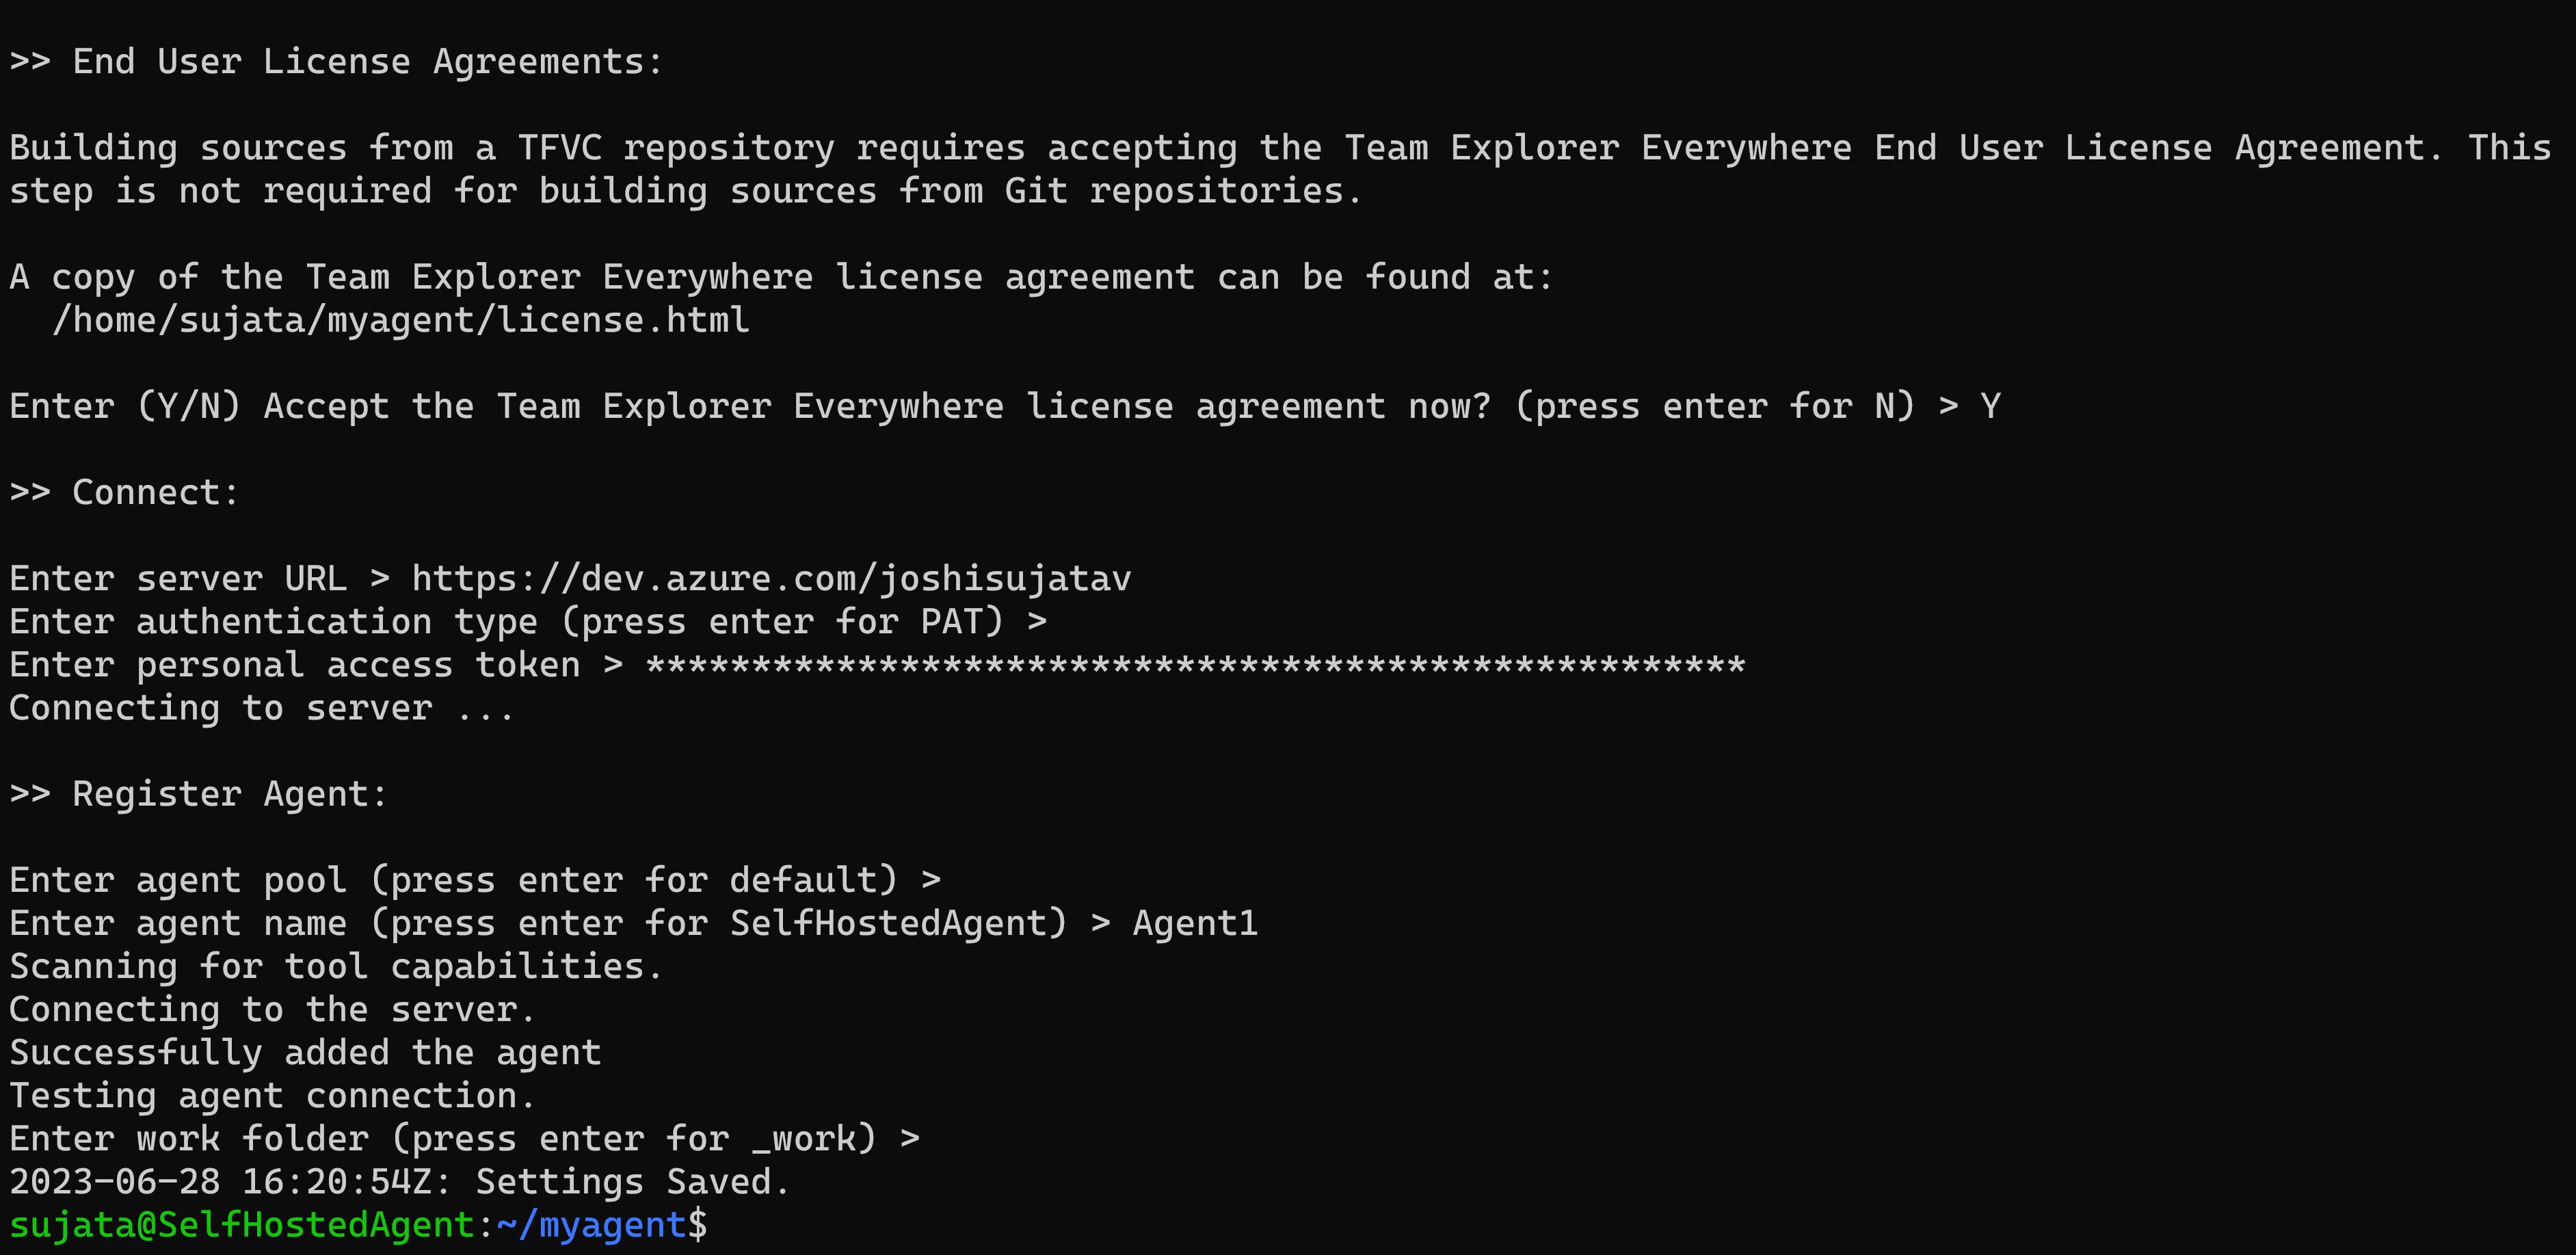 >> End User License Agreements:
Building sources from a TFVC repository requires accepting the Team Explorer Everywhere End User License Agreement. This
step is not required for building sources from Git repositories.
A copy of the Team Explorer Everywhere license agreement can be found at:
/home/sujata/myagent/license.html
Enter (Y/N) Accept the Team Explorer Everywhere license agreement now? (press enter for N) > Y
>> Connect:
Enter server URL > https://dev.azure.com/joshisujatav
Enter authentication type (press enter for PAT) >
Enter personal access token > ****************************************************
Connecting to server ...
>> Register Agent:
Enter agent pool (press enter for default) >
Enter agent name (press enter for SelfHostedAgent) > Agent1
Scanning for tool capabilities.
Connecting to the server.
Successfully added the agent
Testing agent connection.
Enter work folder (press enter for _work) >
2023-06-28 16:20:54Z: Settings Saved.
sujata@SelfHostedAgent:~/myagent$